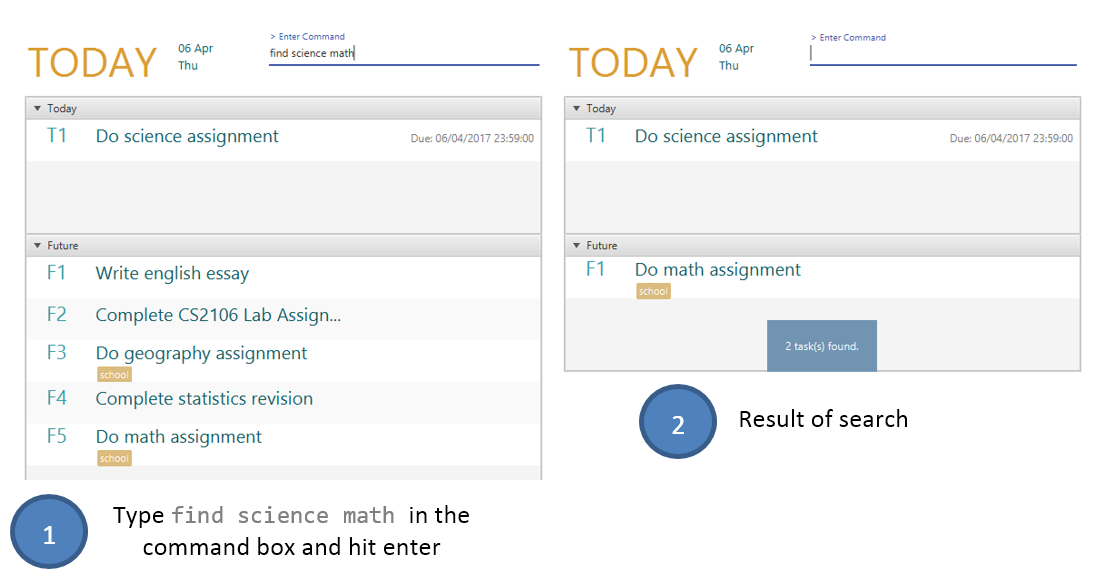 TODAY
06 Apr
Thu
> Enter Command
find science math
Today
T1 Do science assignment Due: 06/04/2017 23:59:00
Future
F1 Write english essay
F2 Complete CS2106 Lab Assign...
F3 Do geography assignment
school
F4 Complete statistics revision
F5 Do math assignment
school
1
Type find science math in the
command box and hit enter
TODAY
06 Apr
Thu
> Enter Command
Today
T1 Do science assignment Due: 06/04/2017 23:59:00
Future
F1 Do math assignment
school
2 task(s) found.
2
Result of search